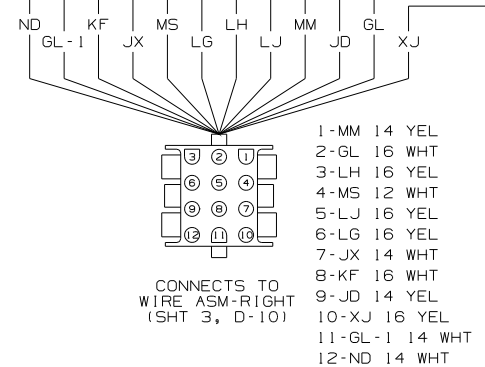 ND KF MS LH MM GL
GL-1 JX LG LJ JD XJ
3 2 1
6 5 4
9 8 7
12 11 10
CONNECTS TO
WIRE ASM-RIGHT
(SHT 3, D-10)
1-MM 14 YEL
2-GL 16 WHT
3-LH 16 YEL
4-MS 12 WHT
5-LJ 16 YEL
6-LG 16 YEL
7-JX 14 WHT
8-KF 16 WHT
9-JD 14 YEL
10-XJ 16 YEL
11-GL-1 14 WHT
12-ND 14 WHT